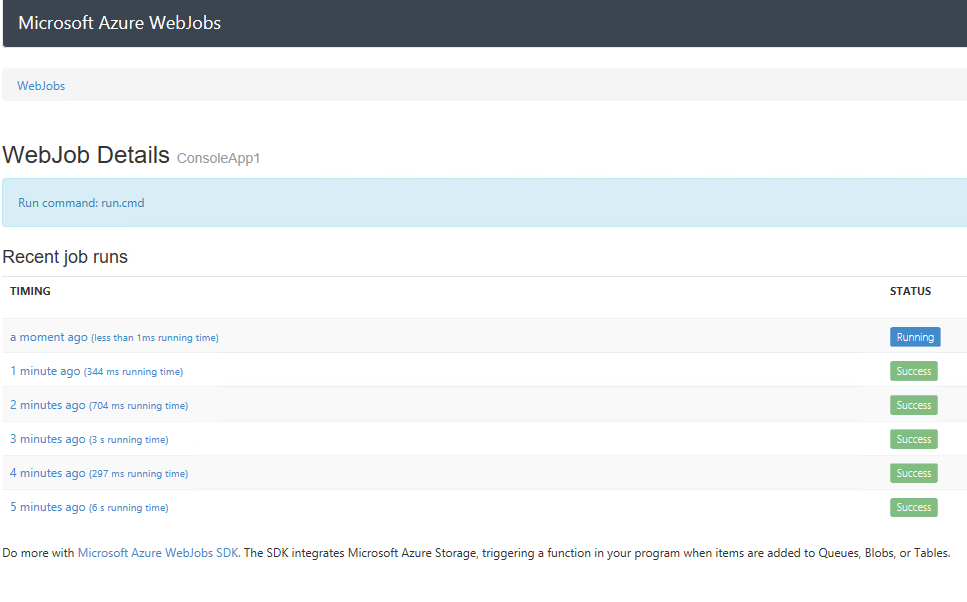 Microsoft Azure WebJobs
WebJobs
WebJob Details ConsoleApp1
Run command: run.cmd
Recent job runs
TIMING STATUS
a moment ago (less than 1ms running time) Running
1 minute ago (344 ms running time) Success
2 minutes ago (704 ms running time) Success
3 minutes ago (3 s running time) Success
4 minutes ago (297 ms running time) Success
5 minutes ago (6 s running time) Success
Do more with Microsoft Azure WebJobs SDK. The SDK integrates Microsoft Azure Storage, triggering a function in your program when items are added to Queues, Blobs, or Tables.